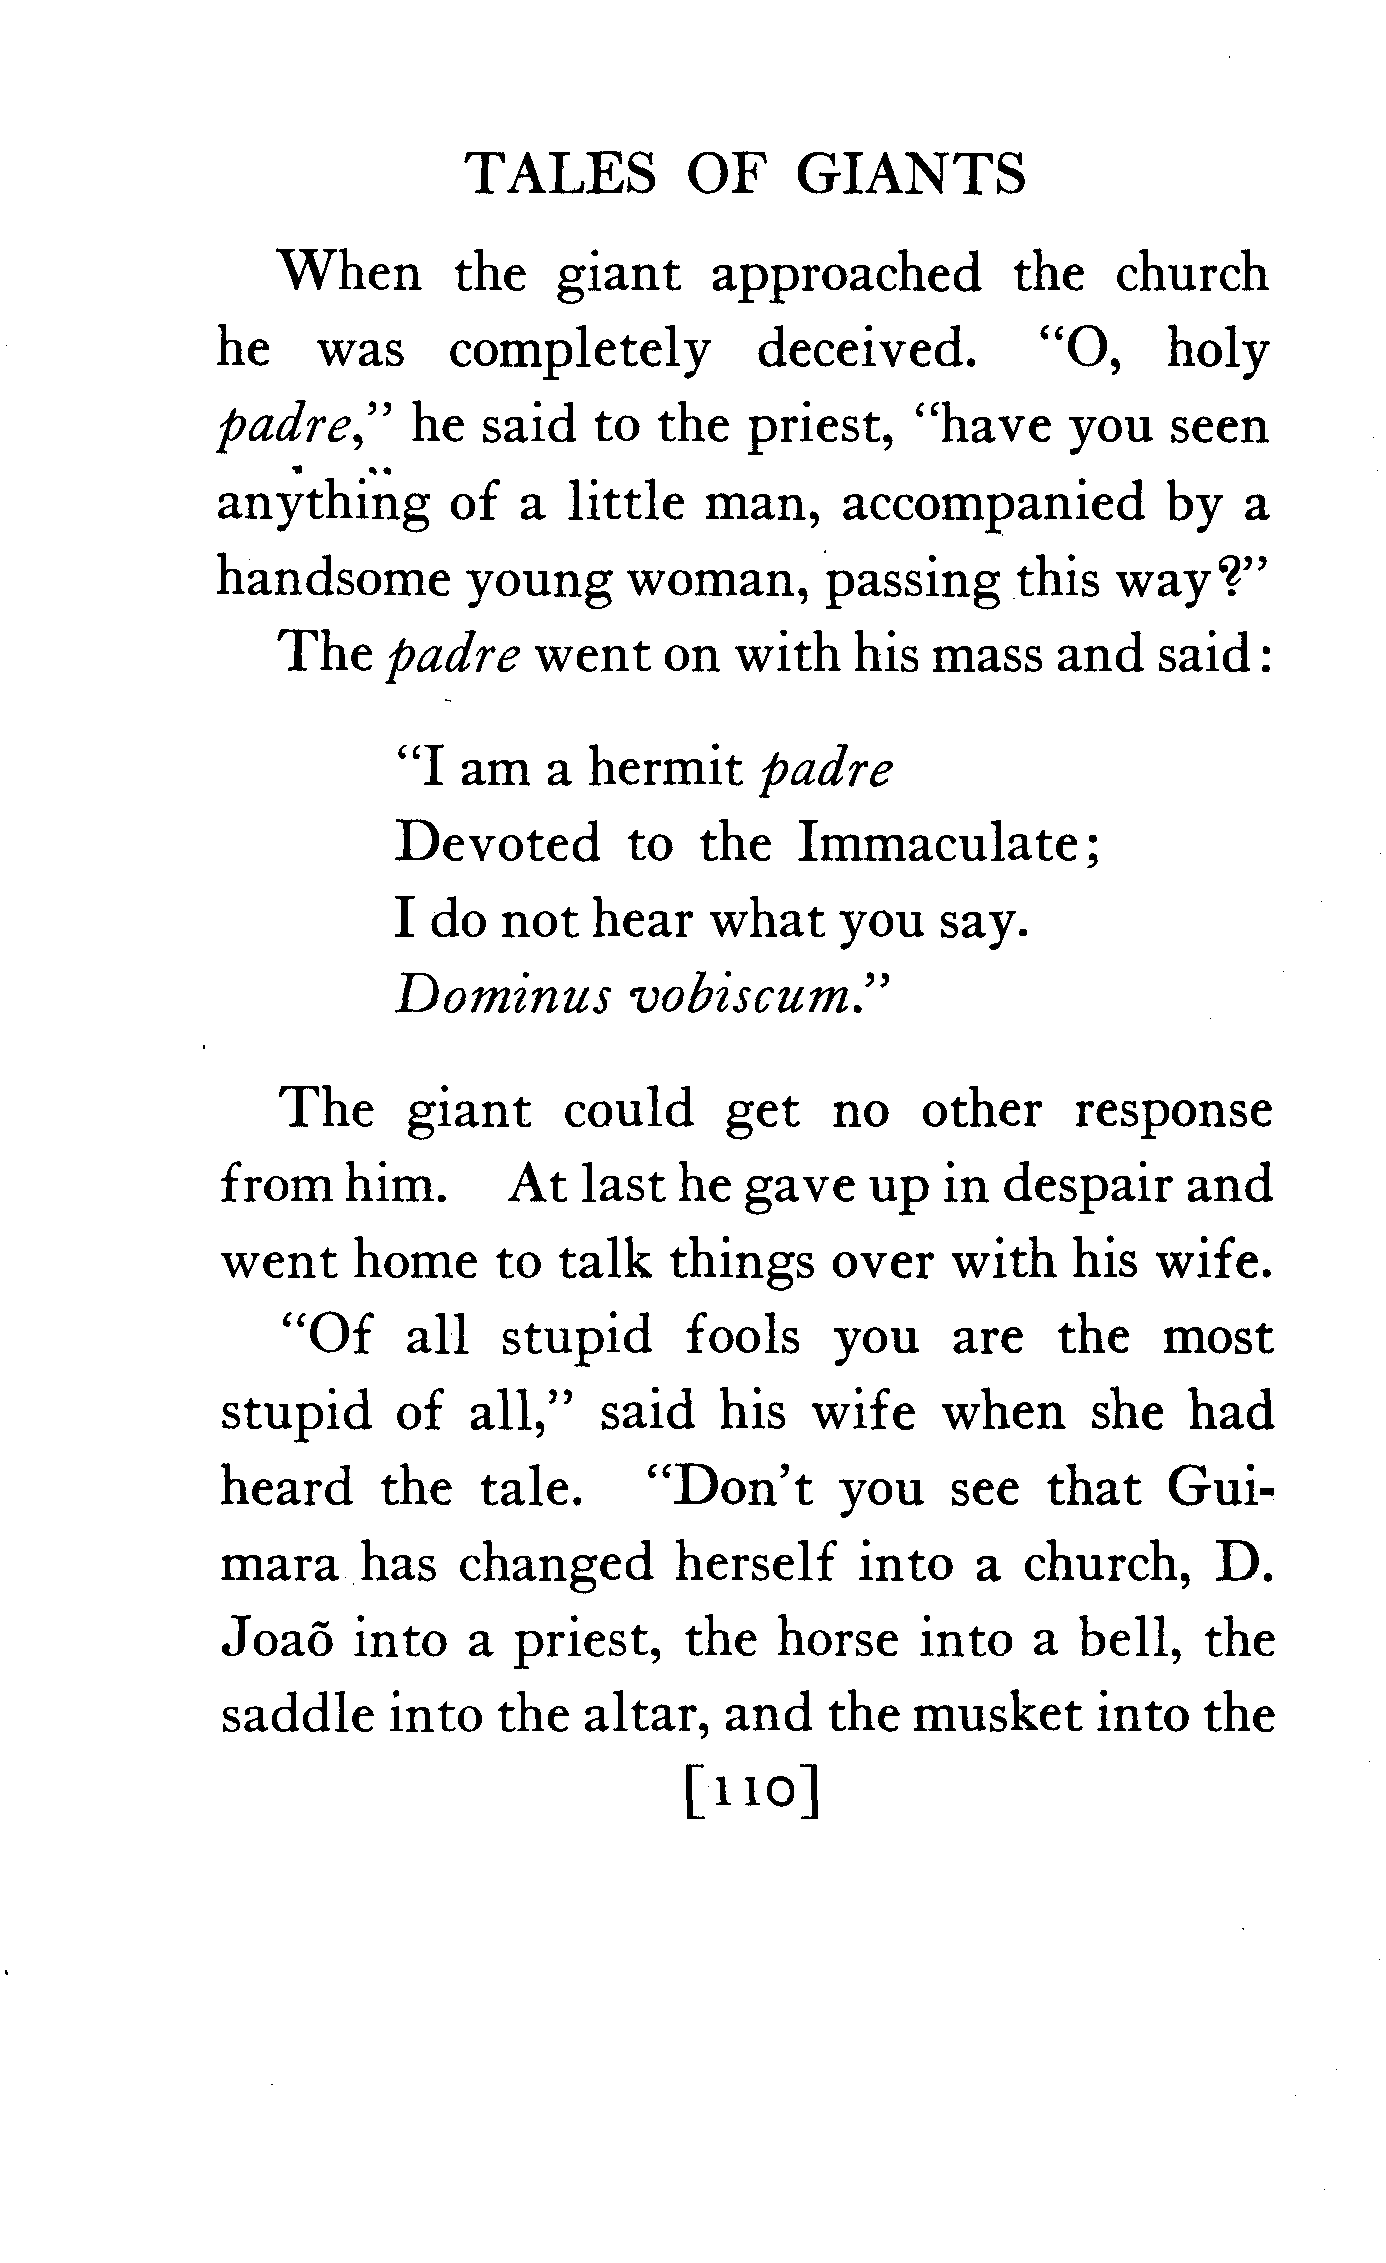 TALES OF GIANTS
When the giant approached the church
he was completely deceived. "O, holy
padre," he said to the priest, "have you seen
anything of a little man, accompanied by a
handsome young woman, passing this way?"
The padre went on with his mass and said:
"I am a hermit padre
Devoted to the Immaculate;
I do not hear what you say.
Dominus vobiscum."
The giant could get no other response
from him. At last he gave up in despair and
went home to talk things over with his wife.
"Of all stupid fools you are the most
stupid of all," said his wife when she had
heard the tale. "Don't you see that Gui-
mara has changed herself into a church, D.
Joaõ into a priest, the horse into a bell, the
saddle into the altar, and the musket into the
[110]